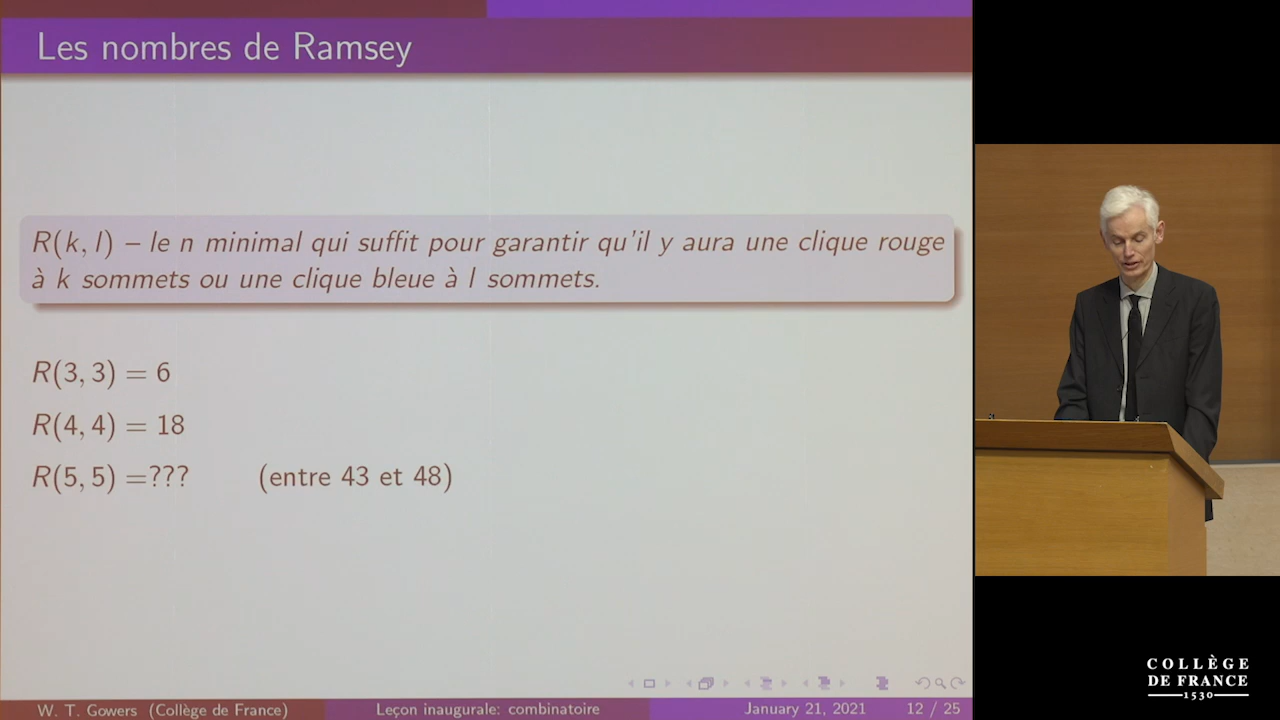 Les nombres de Ramsey
R(k, l) – le n minimal qui suffit pour garantir qu'il y aura une clique rouge
à k sommets ou une clique bleue à l sommets.
R(3, 3) = 6
R(4, 4) = 18
R(5, 5) =??? (entre 43 et 48)
W. T. Gowers (Collège de France) Leçon inaugurale: combinatoire January 21, 2021 12 / 25
COLLÈGE
DE FRANCE
1530